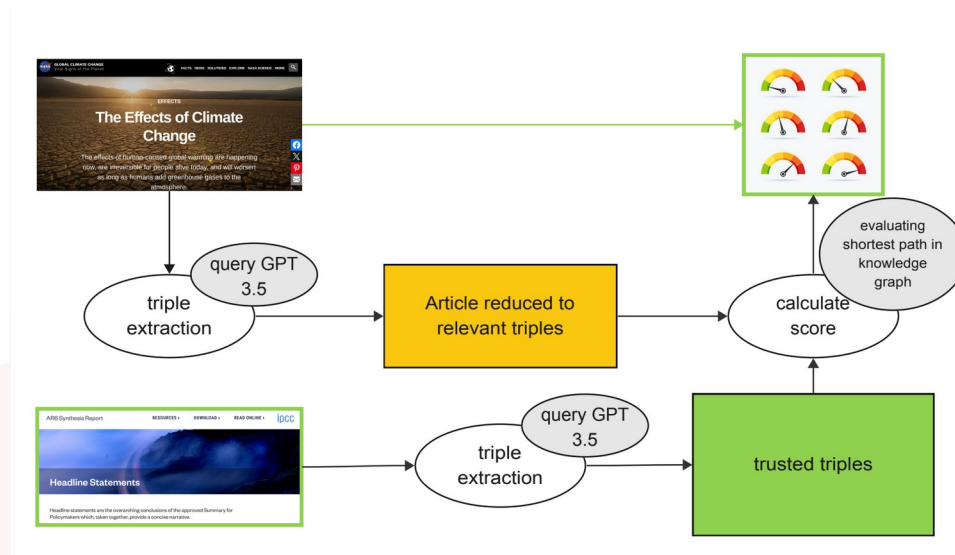 NASA
GLOBAL CLIMATE CHANGE
Vital Signs of the Planet
FACTS NEWS SOLUTIONS EXPLORE NASA SCIENCE MORE
EFFECTS
The Effects of Climate
Change
The effects of human-caused global warming are happening
now, are irreversible for people alive today, and will worsen
as long as humans add greenhouse gases to the
atmosphere.
query GPT
3.5
triple
extraction
Article reduced to
relevant triples
calculate
score
evaluating
shortest path in
knowledge
graph
AR6 Synthesis Report
RESOURCES
DOWNLOAD
READ ONLINE
ipcc
Headline Statements
Headline statements are the overarching conclusions of the approved Summary for
Policymakers which, taken together, provide a concise narrative.
query GPT
3.5
triple
extraction
trusted triples